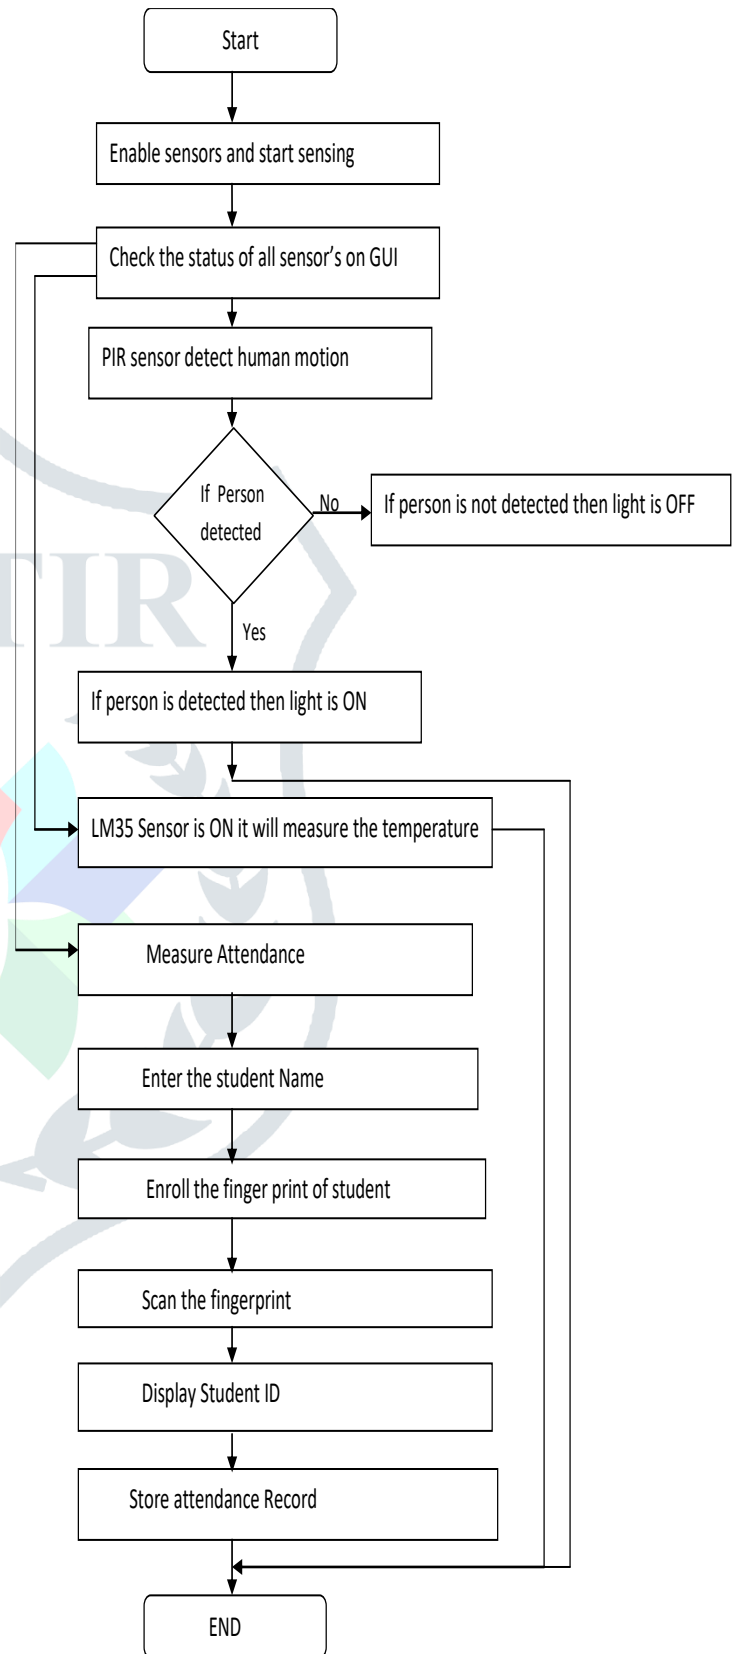 Start
Enable sensors and start sensing
Check the status of all sensor’s on GUI
PIR sensor detect human motion
If Person
detected
No
If person is not detected then light is OFF
TIR
Yes
If person is detected then light is ON
LM35 Sensor is ON it will measure the temperature
Measure Attendance
Enter the student Name
Enroll the finger print of student
Scan the fingerprint
Display Student ID
Store attendance Record
END